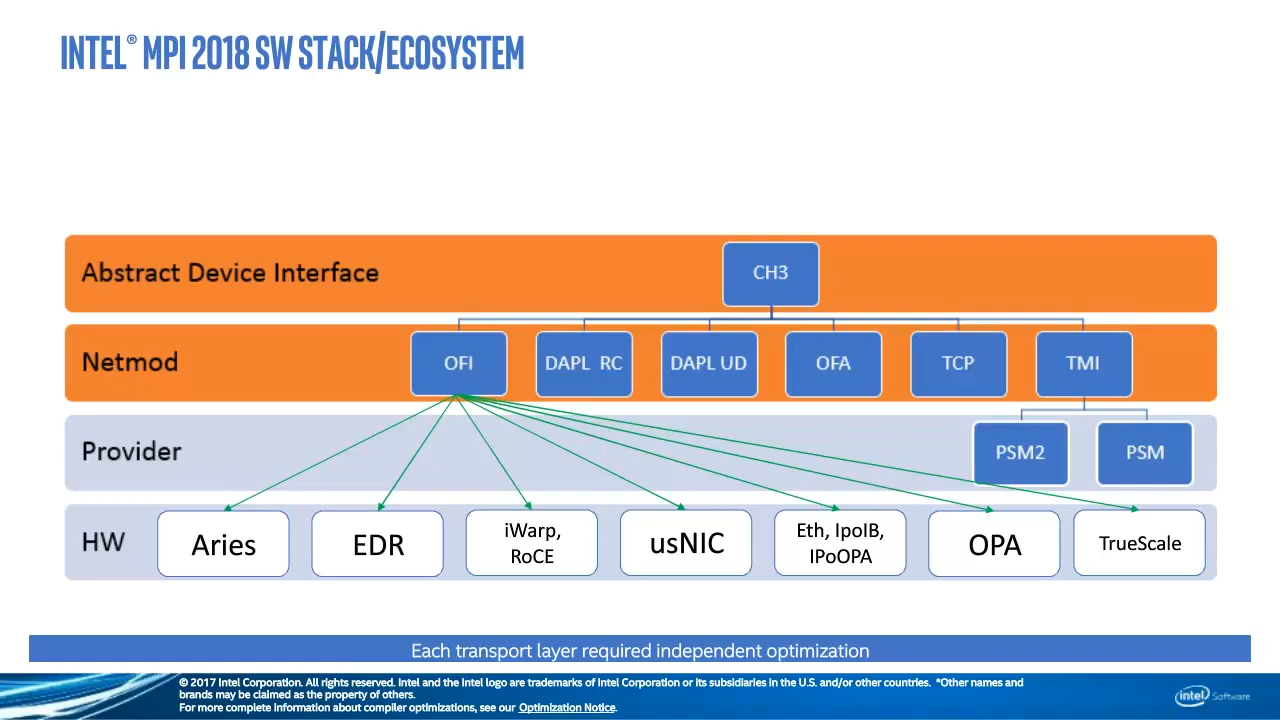 INTEL® MPI 2018 SW STACK/ECOSYSTEM
Abstract Device Interface
CH3
Netmod
OFI
DAPL RC
DAPL UD
OFA
TCP
TMI
Provider
PSM2
PSM
HW
Aries
EDR
iWarp,
RoCE
usNIC
Eth, IpoIB,
IPoOPA
OPA
TrueScale
Each transport layer required independent optimization
© 2017 Intel Corporation. All rights reserved. Intel and the Intel logo are trademarks of Intel Corporation or its subsidiaries in the U.S. and/or other countries. *Other names and
brands may be claimed as the property of others.
For more complete information about compiler optimizations, see our Optimization Notice.
intel Software